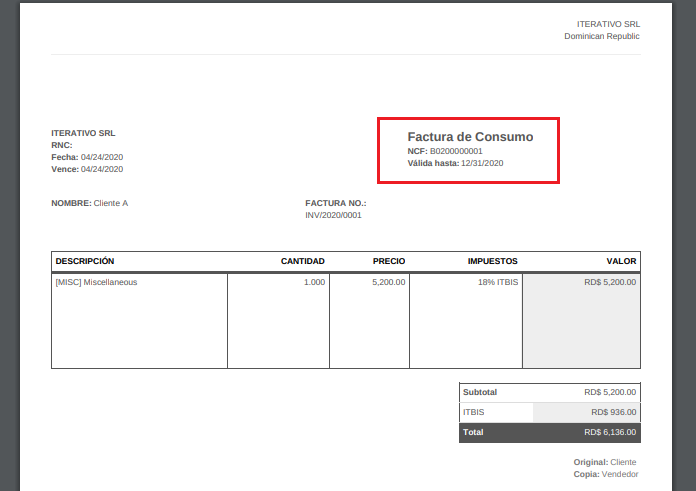 ITERATIVO SRL
Dominican Republic
ITERATIVO SRL
RNC:
Fecha: 04/24/2020
Vence: 04/24/2020
Factura de Consumo
NCF: B0200000001
Válida hasta: 12/31/2020
NOMBRE: Cliente A
FACTURA NO.:
INV/2020/0001
DESCRIPCIÓN CANTIDAD PRECIO IMPUESTOS VALOR
[MISC] Miscellaneous 1.000 5,200.00 18% ITBIS RD$ 5,200.00
Subtotal RD$ 5,200.00
ITBIS RD$ 936.00
Total RD$ 6,136.00
Original: Cliente
Copia: Vendedor